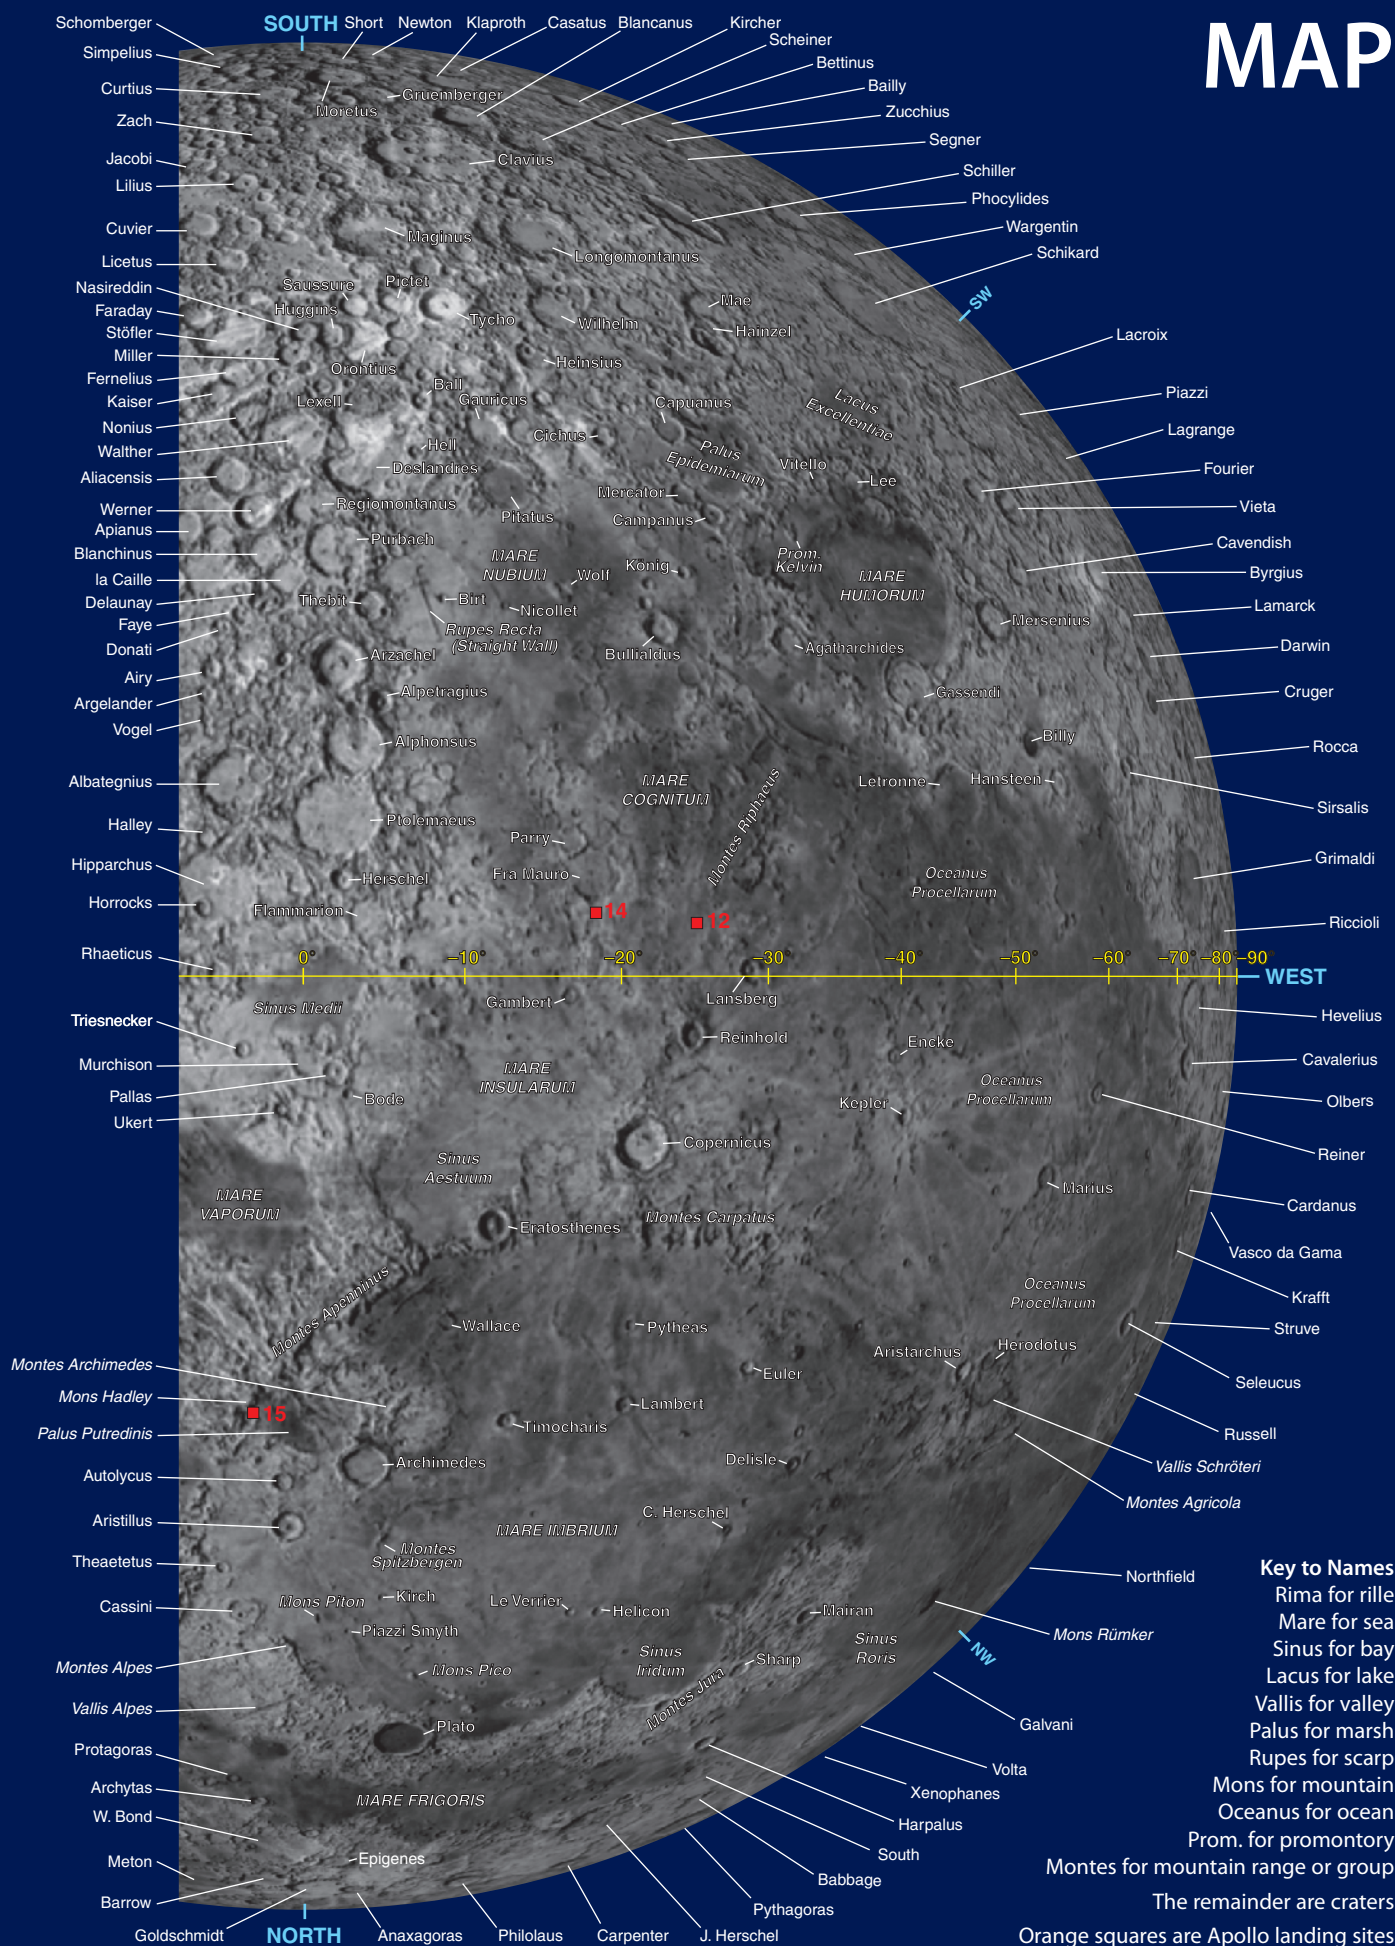 MAP
SOUTH
Schomberger
Short
Newton
Klaproth
Casatus
Blancanus
Kircher
Simpelius
Scheiner
Bettinus
Curtius
Gruemberger
Bailly
Moretus
Zucchius
Zach
Segner
Jacobi
Clavius
Schiller
Lilius
Phocylides
Cuvier
Maginus
Wargentin
Licetus
Longomontanus
Schikard
Nasireddin
Saussure
Pictet
Mae
SW
Faraday
Huggins
Tycho
Wilhelm
Hainzel
Stöfler
Lacroix
Miller
Orontius
Heinsius
Fernelius
Ball
Piazzi
Kaiser
Lexell
Gauricus
Capuanus
Lacus
Excellentiae
Nonius
Cichus
Lagrange
Walther
Hell
Palus
Epidemiarum
Vitello
Fourier
Aliacensis
Deslandres
Mercator
Lee
Werner
Regiomontanus
Pitatus
Campanus
Vieta
Apianus
Purbach
Cavendish
Blanchinus
MARE
NUBIUM
König
Prom.
Kelvin
MARE
HUMORUM
Byrgius
la Caille
Wolf
Delaunay
Thebit
Birt
Nicollet
Lamarck
Faye
Rupes Recta
(Straight Wall)
Mersenius
Donati
Arzachel
Bullialdus
Agatharchides
Darwin
Airy
Alpetragius
Gassendi
Cruger
Argelander
Vogel
Alphonsus
Billy
Rocca
Albategnius
MARE
COGNITUM
Montes Riphaeus
Letronne
Hansteen
Sirsalis
Halley
Ptolemaeus
Parry
Hipparchus
Herschel
Fra Mauro
Oceanus
Procellarum
Grimaldi
Horrocks
Flammarion
14
12
Riccioli
Rhaeticus
0°
–10°
–20°
–30°
–40°
–50°
–60°
–70°
–80°
–90°
WEST
Sinus Medii
Gambert
Lansberg
Triesnecker
Reinhold
Encke
Hevelius
Murchison
MARE
INSULARUM
Oceanus
Procellarum
Cavalerius
Pallas
Bode
Kepler
Olbers
Ukert
Copernicus
Reiner
Sinus
Aestuum
Marius
MARE
VAPORUM
Eratosthenes
Montes Carpatus
Cardanus
Vasco da Gama
Montes Apenninus
Oceanus
Procellarum
Krafft
Wallace
Pytheas
Struve
Montes Archimedes
Aristarchus
Herodotus
Euler
Seleucus
Mons Hadley
15
Lambert
Palus Putredinis
Timocharis
Russell
Autolycus
Archimedes
Delisle
Vallis Schröteri
Montes Agricola
Aristillus
C. Herschel
MARE IMBRIUM
Theaetetus
Montes
Spitzbergen
Northfield
Cassini
Mons Piton
Kirch
Le Verrier
Helicon
Mairan
Piazzi Smyth
Mons Rümker
Montes Alpes
Mons Pico
Sinus
Iridum
Sharp
Sinus
Roris
NW
Vallis Alpes
Montes Jura
Plato
Galvani
Protagoras
Volta
Archytas
MARE FRIGORIS
Xenophanes
W. Bond
Harpalus
Meton
Epigenes
South
Barrow
Babbage
Pythagoras
Goldschmidt
NORTH
Anaxagoras
Philolaus
Carpenter
J. Herschel
Key to Names
Rima for rille
Mare for sea
Sinus for bay
Lacus for lake
Vallis for valley
Palus for marsh
Rupes for scarp
Mons for mountain
Oceanus for ocean
Prom. for promontory
Montes for mountain range or group
The remainder are craters
Orange squares are Apollo landing sites